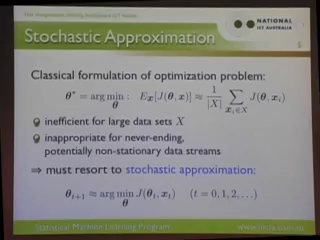 NATIONAL
ICT AUSTRALIA
Stochastic Approximation
5
Classical formulation of optimization problem:
θ* = arg min_θ : E_x[J(θ, x)] ≈ 1/|X| ∑_{x_i∈X} J(θ, x_i)
inefficient for large data sets X
inappropriate for never-ending,
potentially non-stationary data streams
⇒ must resort to stochastic approximation:
θ_{t+1} ≈ arg min_θ J(θ_t, x_t) (t = 0, 1, 2, …)
Statistical Machine Learning Program